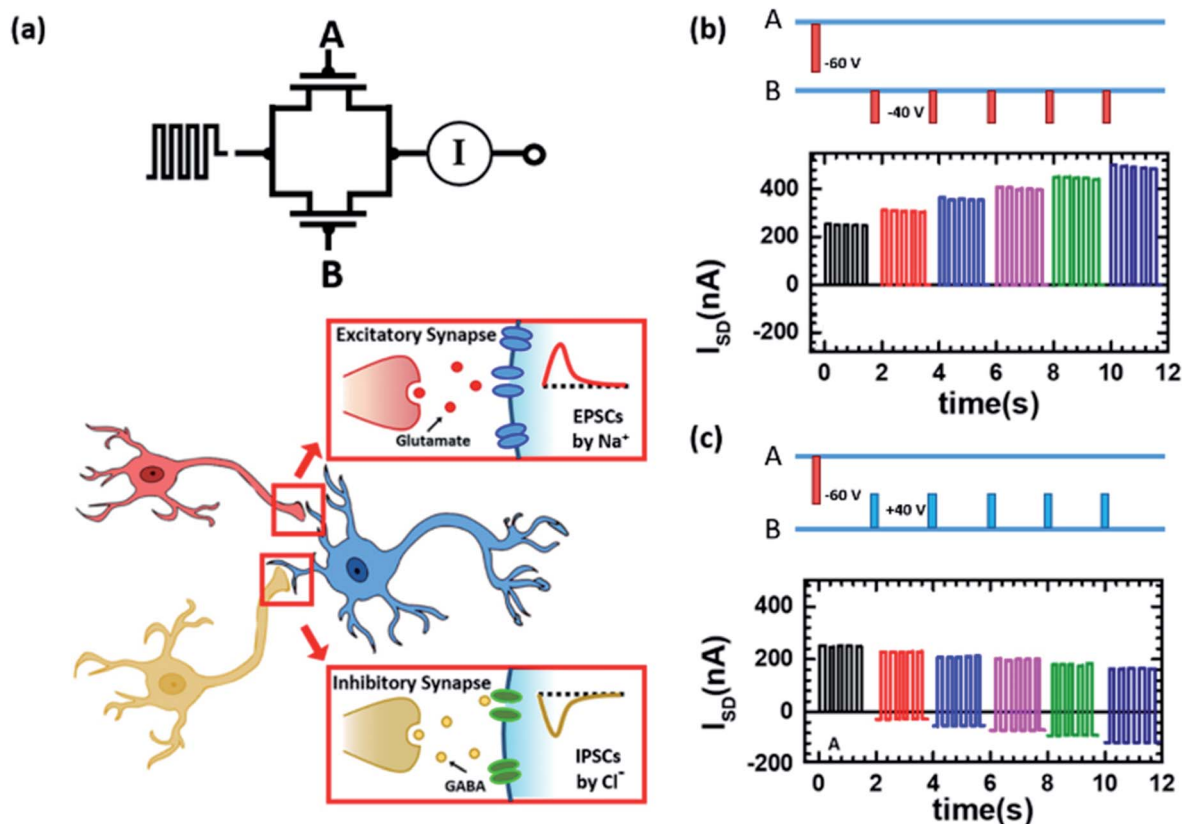 (a)
A
I
B
Excitatory Synapse
Glutamate
EPSCs
by Na⁺
Inhibitory Synapse
GABA
IPSCs
by Cl⁻
(b)
A
-60 V
B
-40 V
400
200
0
-200
I_SD(nA)
0 2 4 6 8 10 12
time(s)
(c)
A
-60 V
+40 V
B
400
200
0
-200
I_SD(nA)
A
0 2 4 6 8 10 12
time(s)